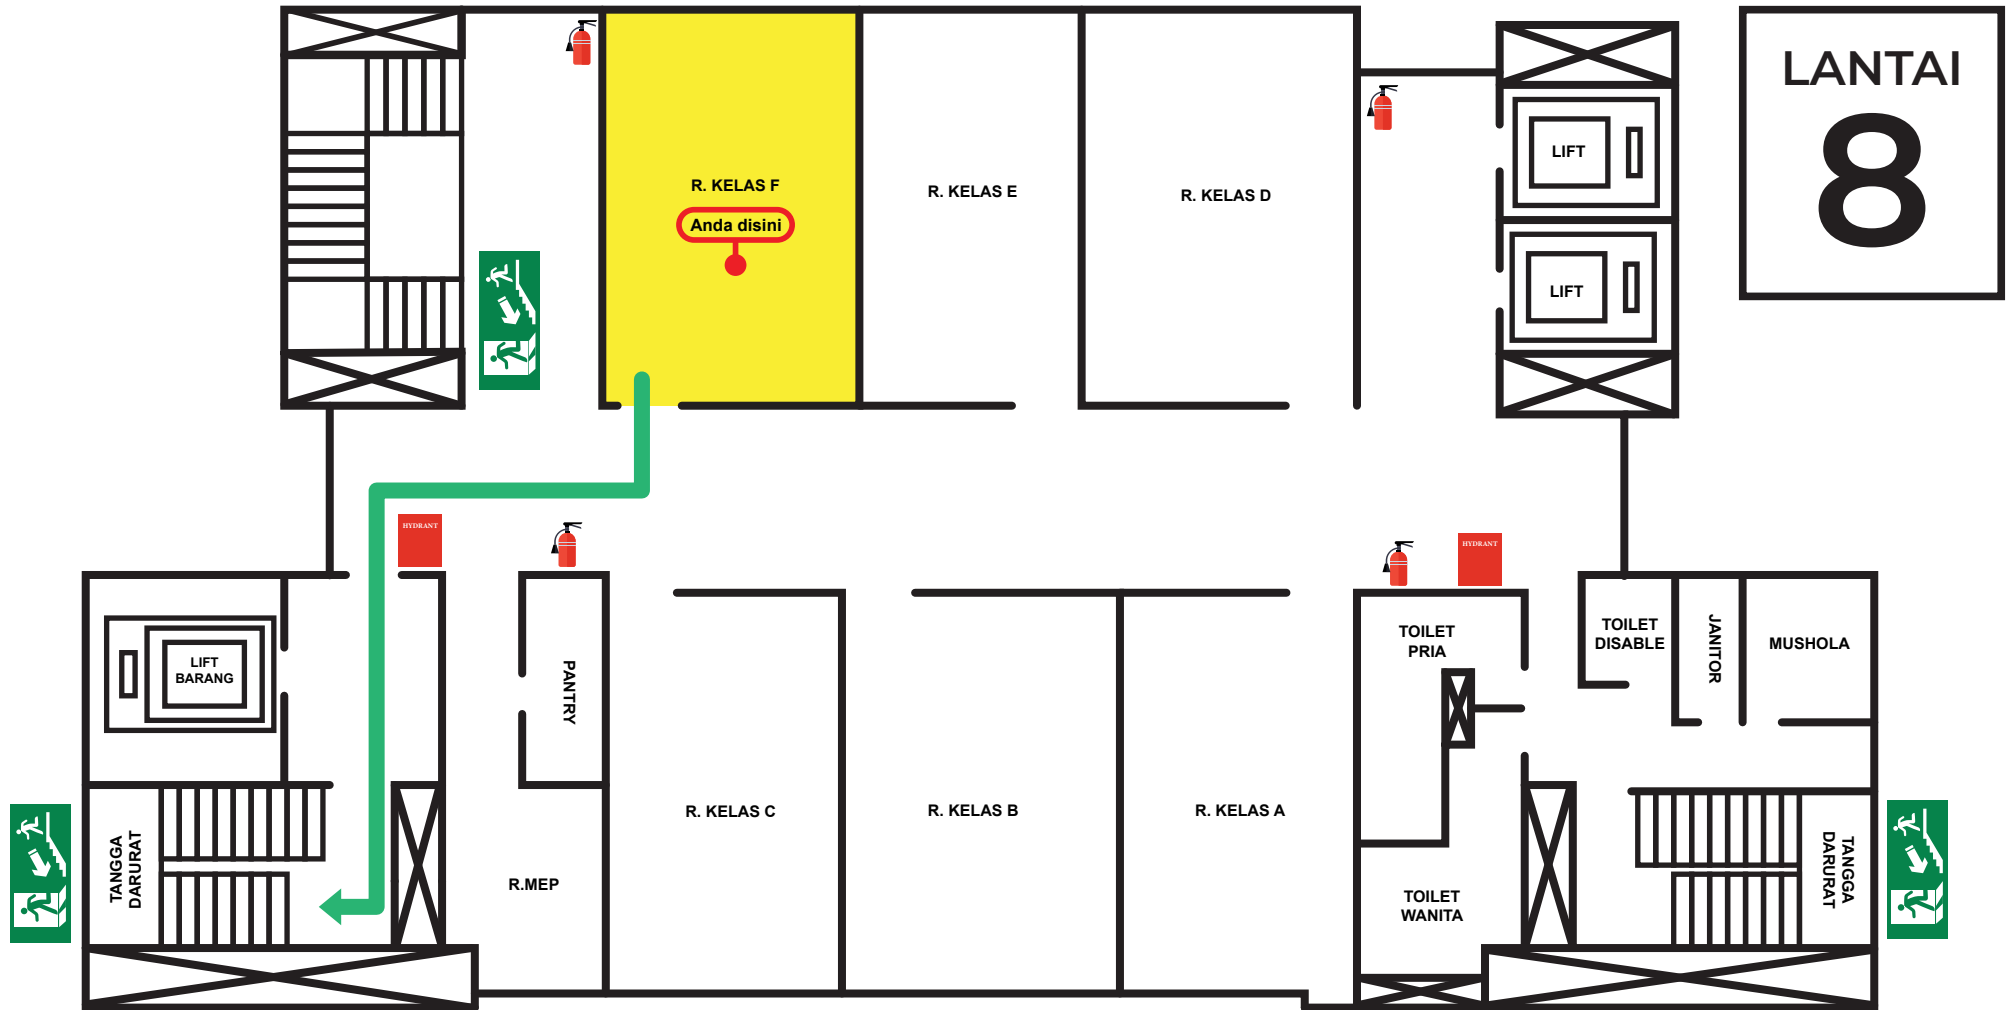 LANTAI
8
R. KELAS F
Anda disini
R. KELAS E
R. KELAS D
LIFT
LIFT
HYDRANT
HYDRANT
LIFT
BARANG
PANTRY
TOILET
PRIA
TOILET
DISABLE
JANITOR
MUSHOLA
TANGGA
DARURAT
R.MEP
R. KELAS C
R. KELAS B
R. KELAS A
TOILET
WANITA
TANGGA
DARURAT